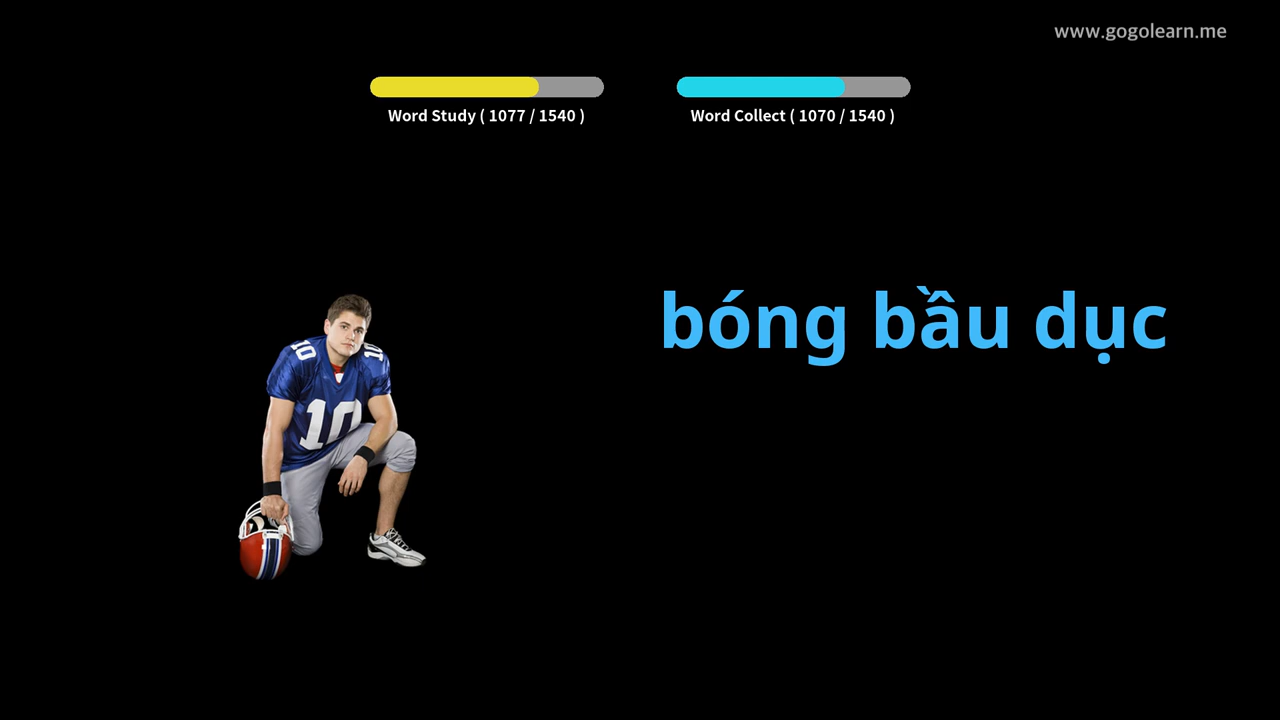 www.gogolearn.me
Word Study ( 1077 / 1540 )
Word Collect ( 1070 / 1540 )
bóng bầu dục
10
10
10